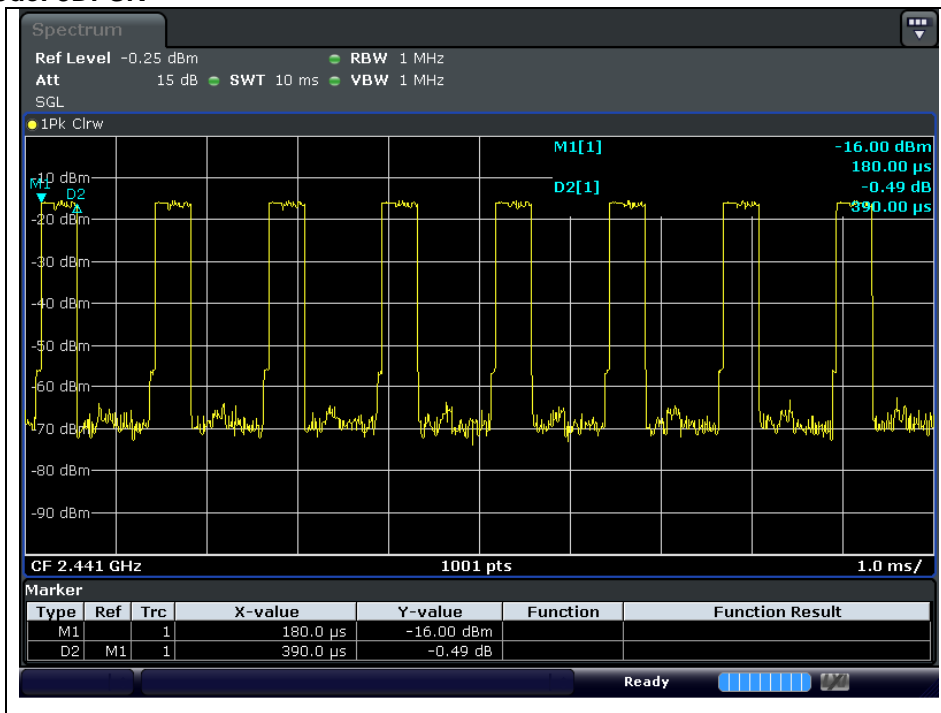 Spectrum
Ref Level -0.25 dBm RBW 1 MHz
Att 15 dB SWT 10 ms VBW 1 MHz
SGL
1Pk Clrw
M1[1] -16.00 dBm
180.00 µs
D2[1] -0.49 dB
390.00 µs
M1
D2
-10 dBm
-20 dBm
-30 dBm
-40 dBm
-50 dBm
-60 dBm
-70 dBm
-80 dBm
-90 dBm
CF 2.441 GHz 1001 pts 1.0 ms/
Marker
Type Ref Trc X-value Y-value Function Function Result
M1 1 180.0 µs -16.00 dBm
D2 M1 1 390.0 µs -0.49 dB
Ready